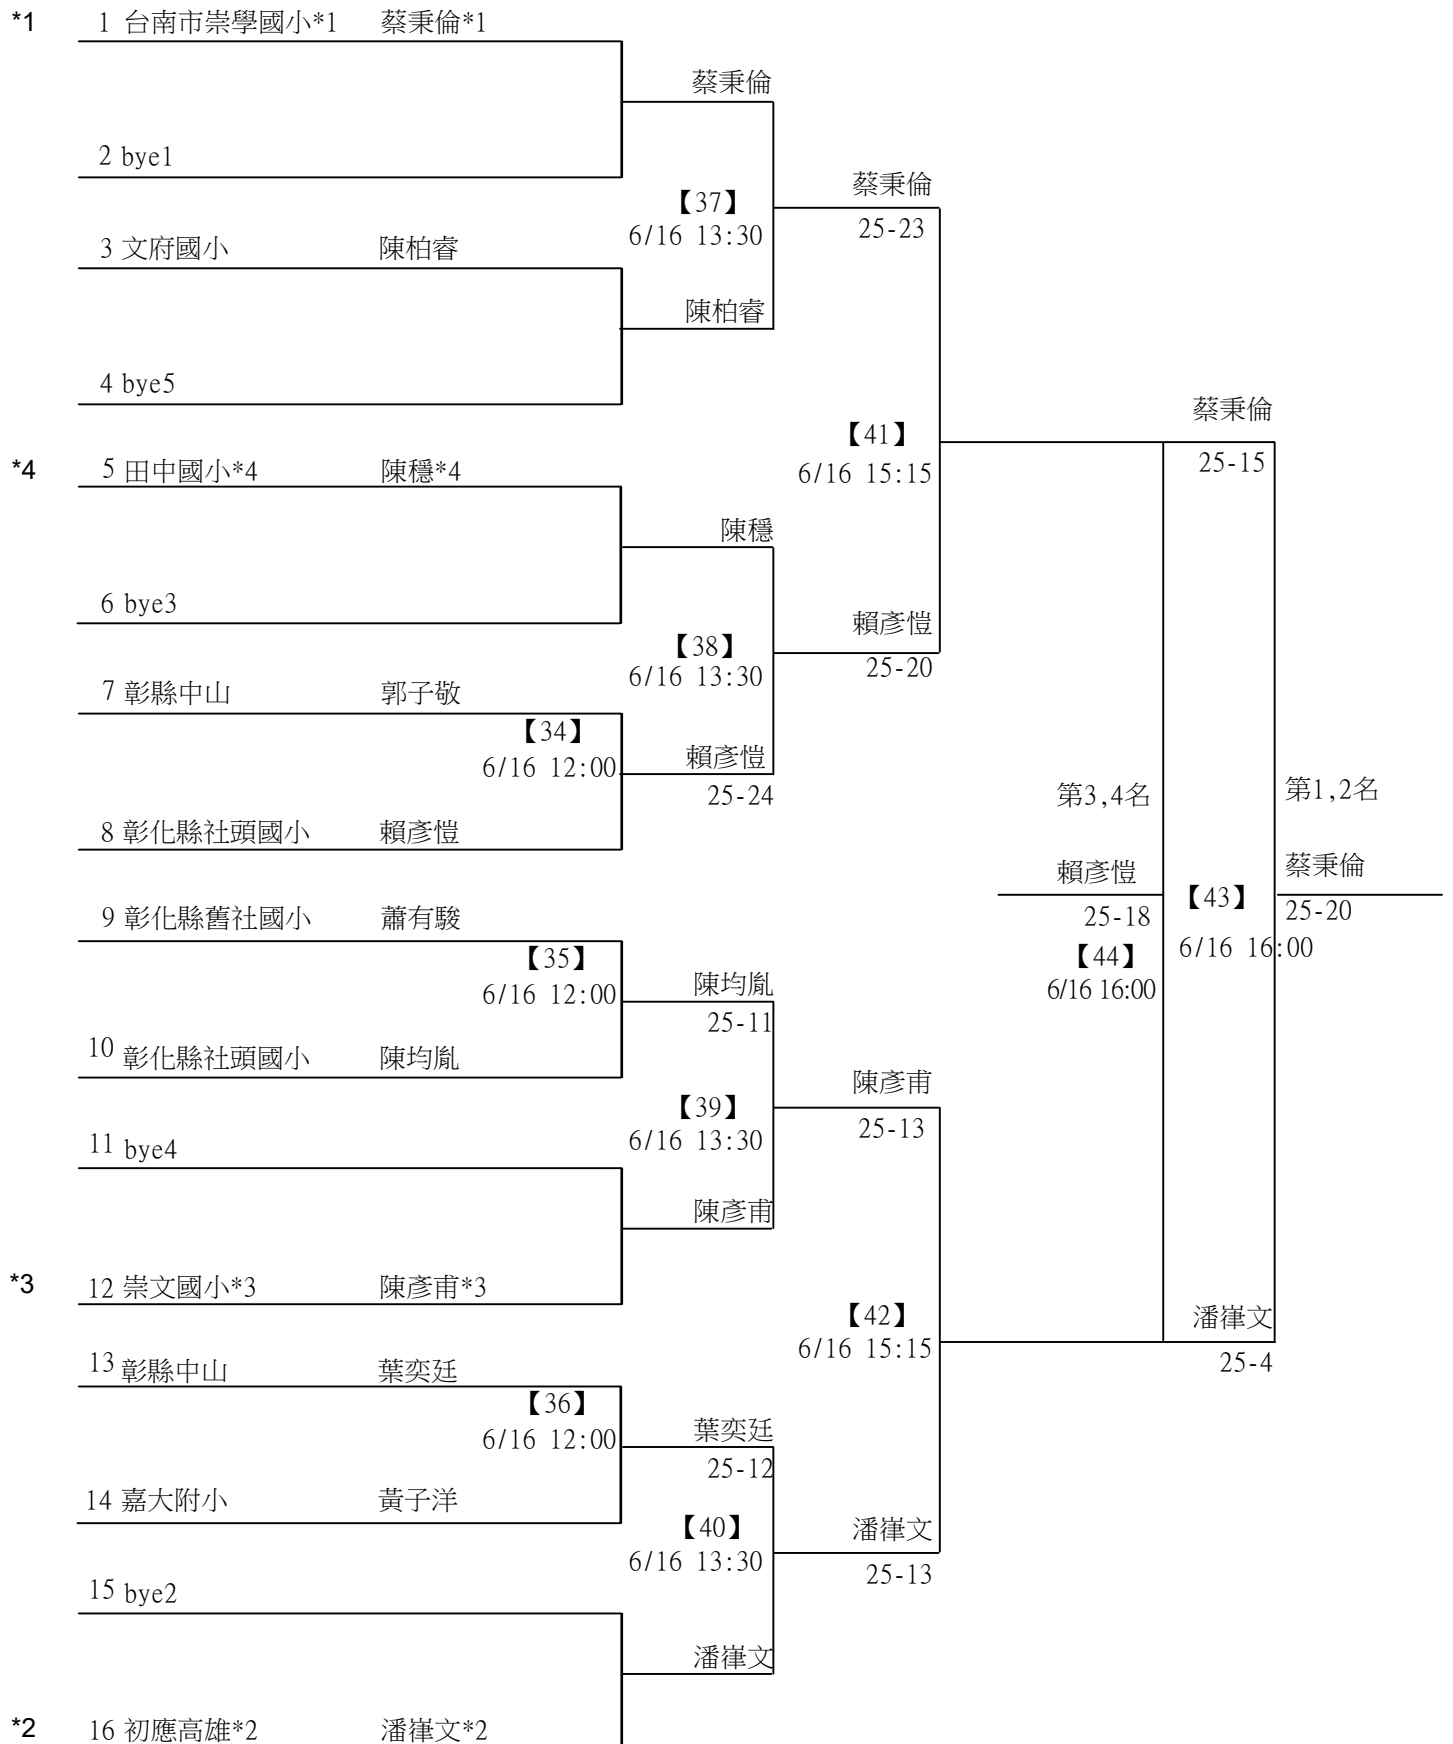 *1 1 台南市崇學國小*1 蔡秉倫*1
蔡秉倫
2 bye1
蔡秉倫
【37】
25-23
6/16 13:30
3 文府國小 陳柏睿
陳柏睿
4 bye5
蔡秉倫
【41】
25-15
*4 5 田中國小*4 陳穩*4
6/16 15:15
陳穩
6 bye3
賴彥愷
【38】
25-20
6/16 13:30
7 彰縣中山 郭子敬
【34】
賴彥愷
6/16 12:00
25-24
第3,4名
第1,2名
8 彰化縣社頭國小 賴彥愷
賴彥愷
蔡秉倫
【43】
25-18
25-20
9 彰化縣舊社國小 蕭有駿
6/16 16:00
【44】
6/16 16:00
【35】
陳均胤
6/16 12:00
25-11
10 彰化縣社頭國小 陳均胤
陳彥甫
【39】
25-13
6/16 13:30
11 bye4
陳彥甫
*3 12 崇文國小*3 陳彥甫*3
【42】
潘嵂文
6/16 15:15
25-4
13 彰縣中山 葉奕廷
【36】
葉奕廷
6/16 12:00
25-12
14 嘉大附小 黃子洋
【40】
潘嵂文
6/16 13:30
25-13
15 bye2
潘嵂文
*2 16 初應高雄*2 潘嵂文*2